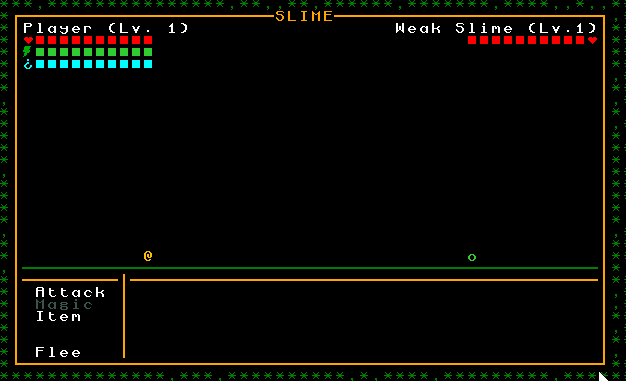 SLIME
Player (Lv. 1)
Weak Slime (Lv.1)
@
o
Attack
Magic
Item
Flee